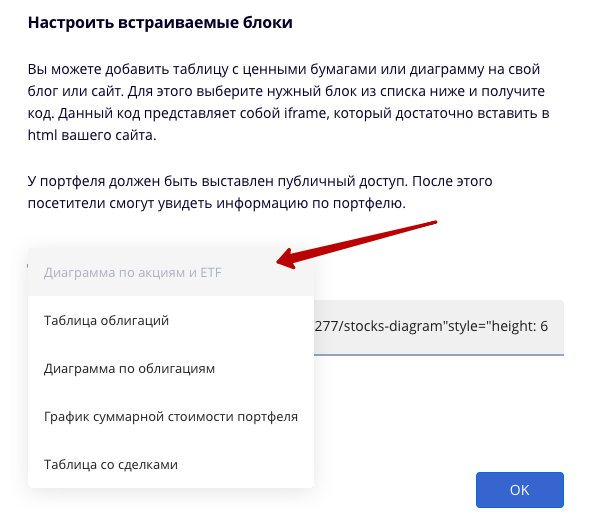 Настроить встраиваемые блоки
Вы можете добавить таблицу с ценными бумагами или диаграмму на свой
блог или сайт. Для этого выберите нужный блок из списка ниже и получите
код. Данный код представляет собой iframe, который достаточно вставить в
html вашего сайта.
У портфеля должен быть выставлен публичный доступ. После этого
посетители смогут увидеть информацию по портфелю.
Диаграмма по акциям и ETF
Таблица облигаций
277/stocks-diagram"style="height: 6
Диаграмма по облигациям
График суммарной стоимости портфеля
Таблица со сделками
OK